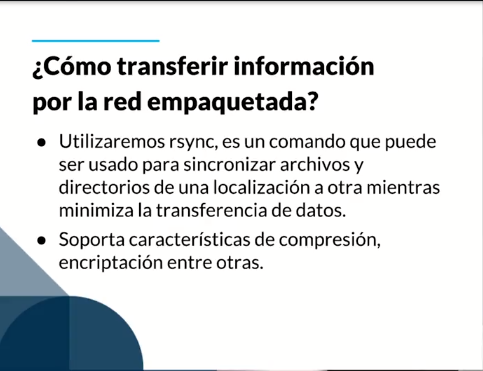 ¿Cómo transferir información
por la red empaquetada?
● Utilizaremos rsync, es un comando que puede
ser usado para sincronizar archivos y
directorios de una localización a otra mientras
minimiza la transferencia de datos.
● Soporta características de compresión,
encriptación entre otras.